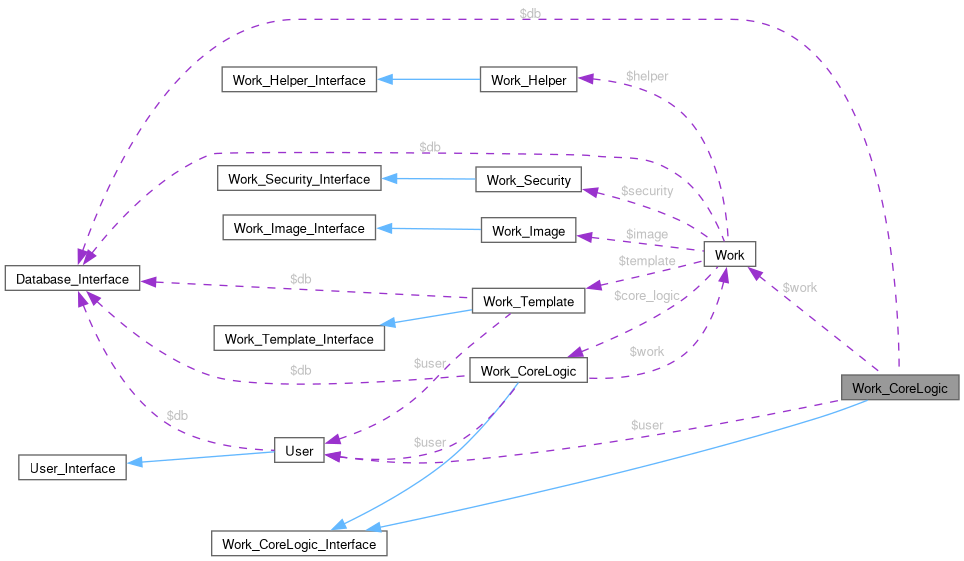 $db
Work_Helper_Interface
Work_Helper
$helper
$db
Work_Security_Interface
Work_Security
$security
Work_Image_Interface
Work_Image
$image
Work
Database_Interface
$db
$template
Work_Template
$core_logic
$work
Work_Template_Interface
$work
$user
$db
Work_CoreLogic
Work_CoreLogic
$db
$user
$user
User
User_Interface
Work_CoreLogic_Interface